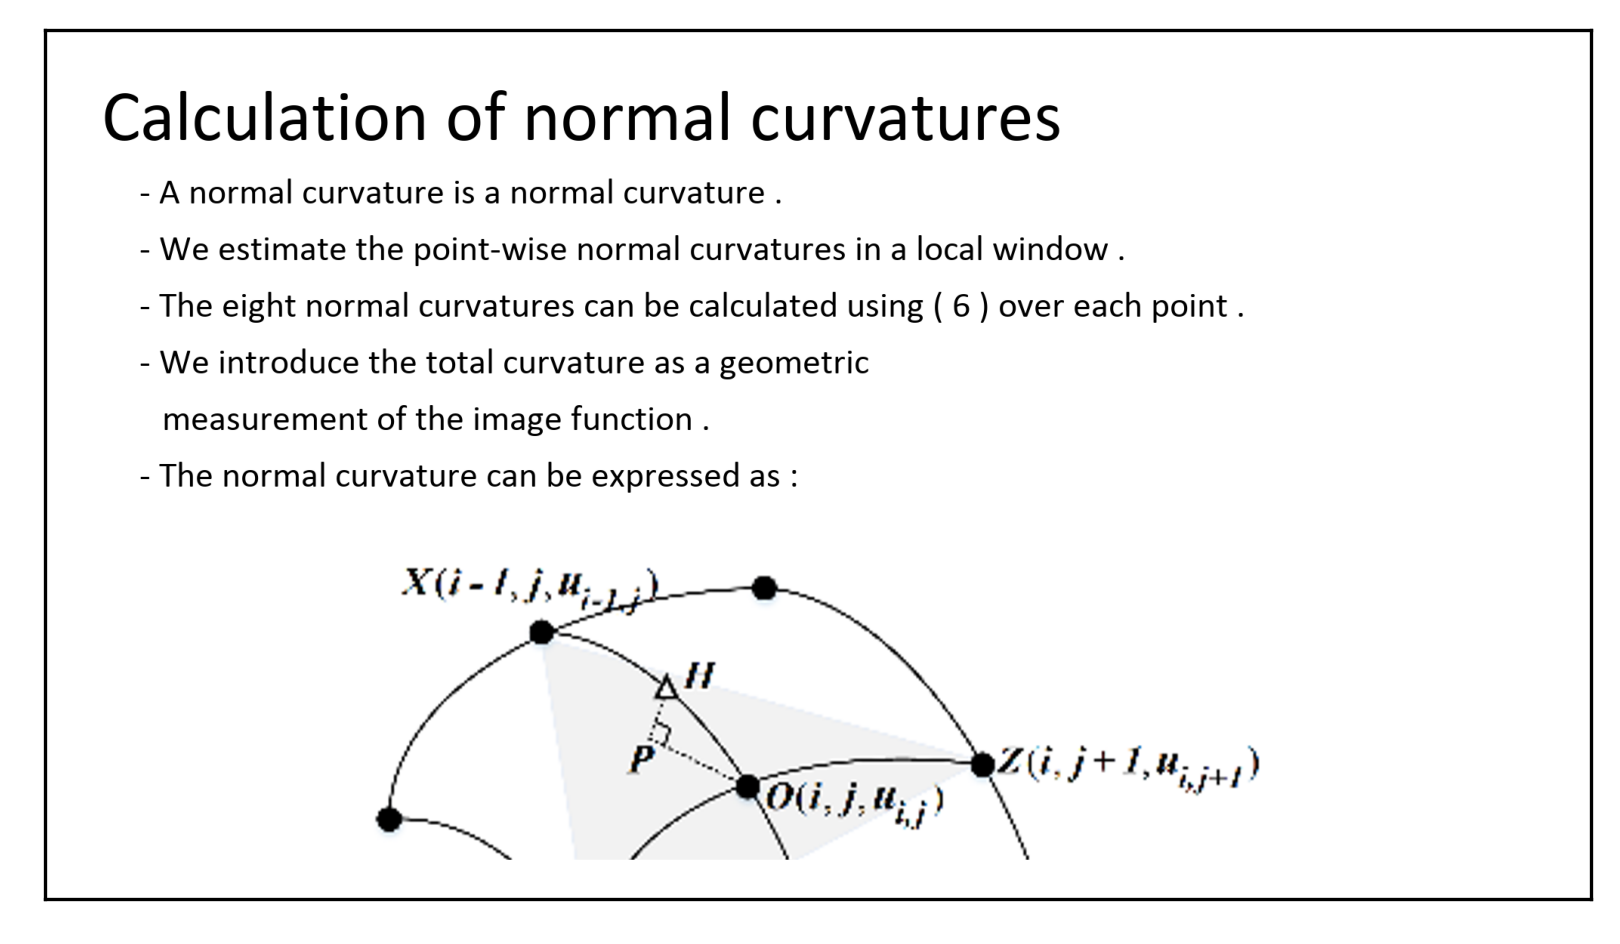 Calculation of normal curvatures
- A normal curvature is a normal curvature .
- We estimate the point-wise normal curvatures in a local window .
- The eight normal curvatures can be calculated using ( 6 ) over each point .
- We introduce the total curvature as a geometric
measurement of the image function .
- The normal curvature can be expressed as :
X(i - 1, j, u_{i-1,j})
H
P
Z(i, j + 1, u_{i,j+1})
O(i, j, u_{i,j})